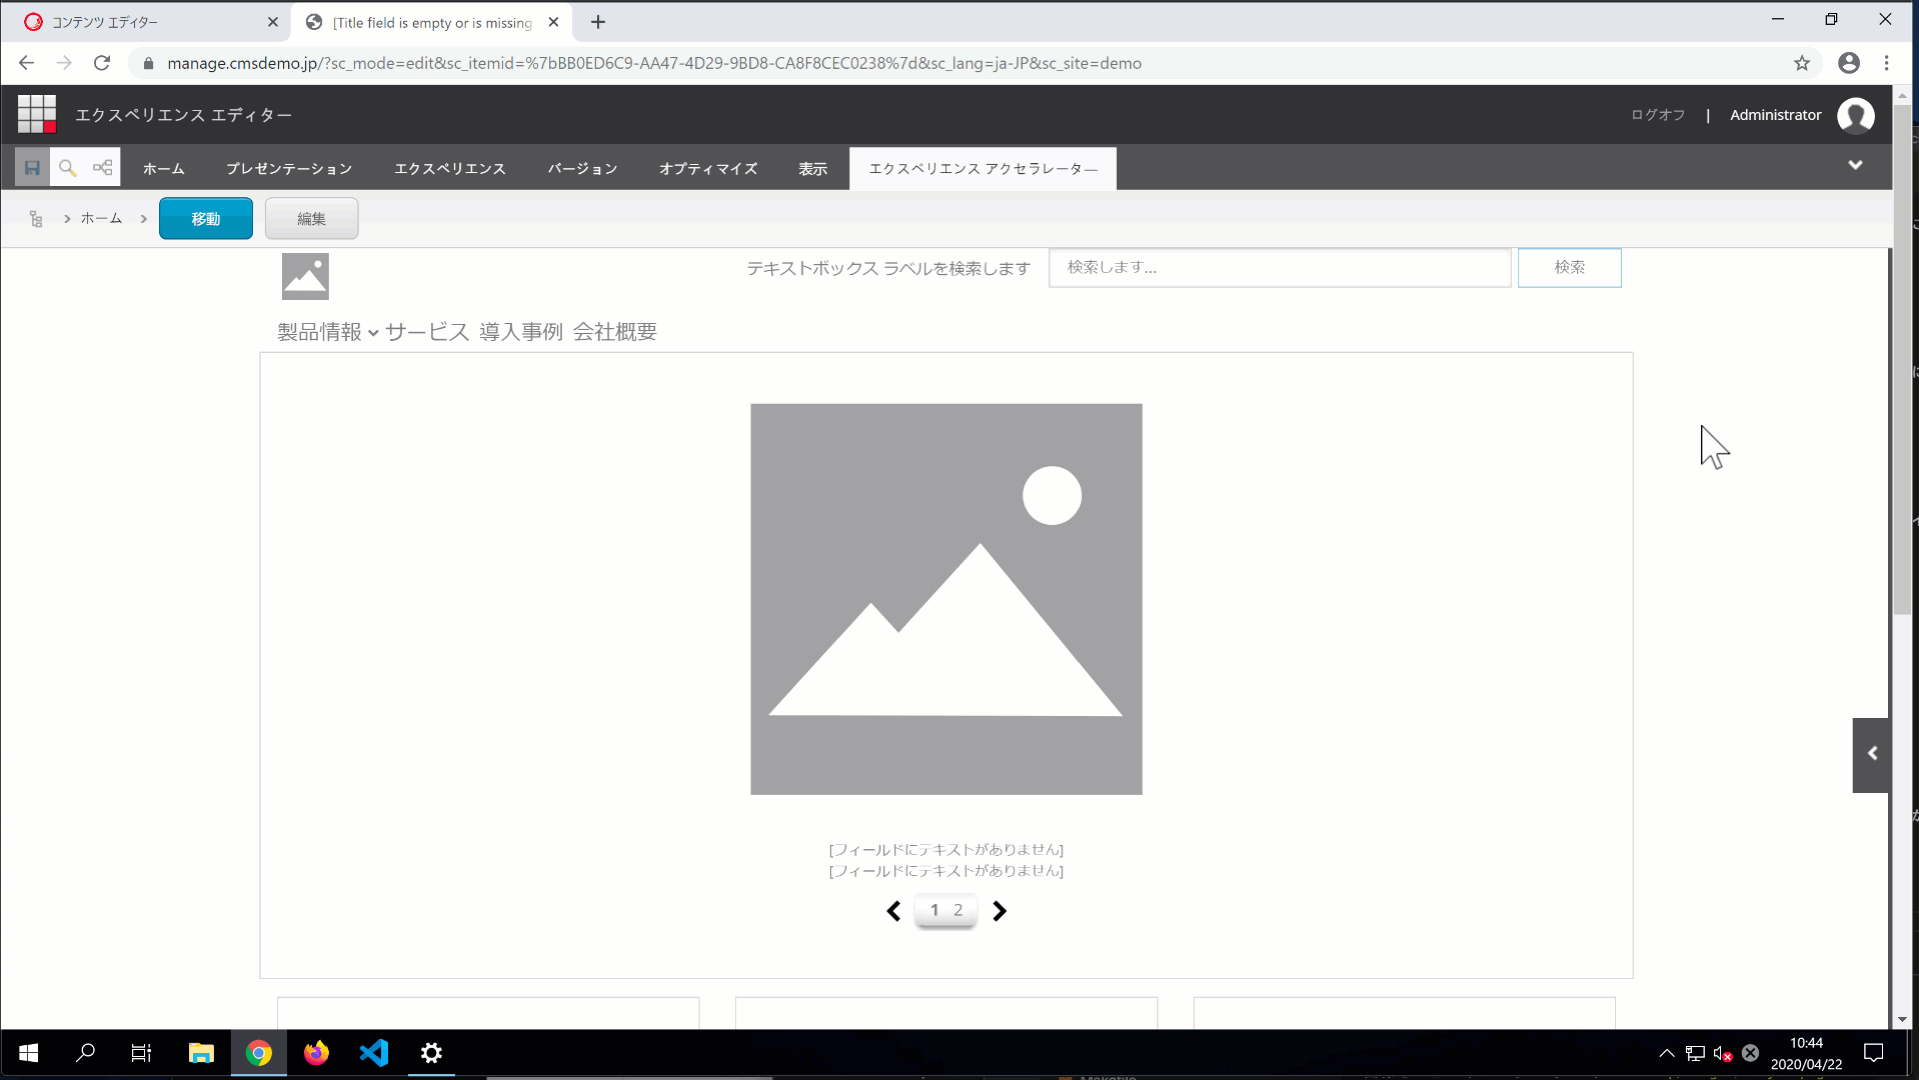 コンテンツ エディター
[Title field is empty or is missing
manage.cmsdemo.jp/?sc_mode=edit&sc_itemid=%7bBB0ED6C9-AA47-4D29-9BD8-CA8F8CEC0238%7d&sc_lang=ja-JP&sc_site=demo
エクスペリエンス エディター
ログオフ | Administrator
ホーム プレゼンテーション エクスペリエンス バージョン オプティマイズ 表示 エクスペリエンス アクセラレーター
ホーム 移動 編集
テキストボックス ラベルを検索します 検索します... 検索
製品情報 サービス 導入事例 会社概要
[フィールドにテキストがありません]
[フィールドにテキストがありません]
1 2
10:44
2020/04/22